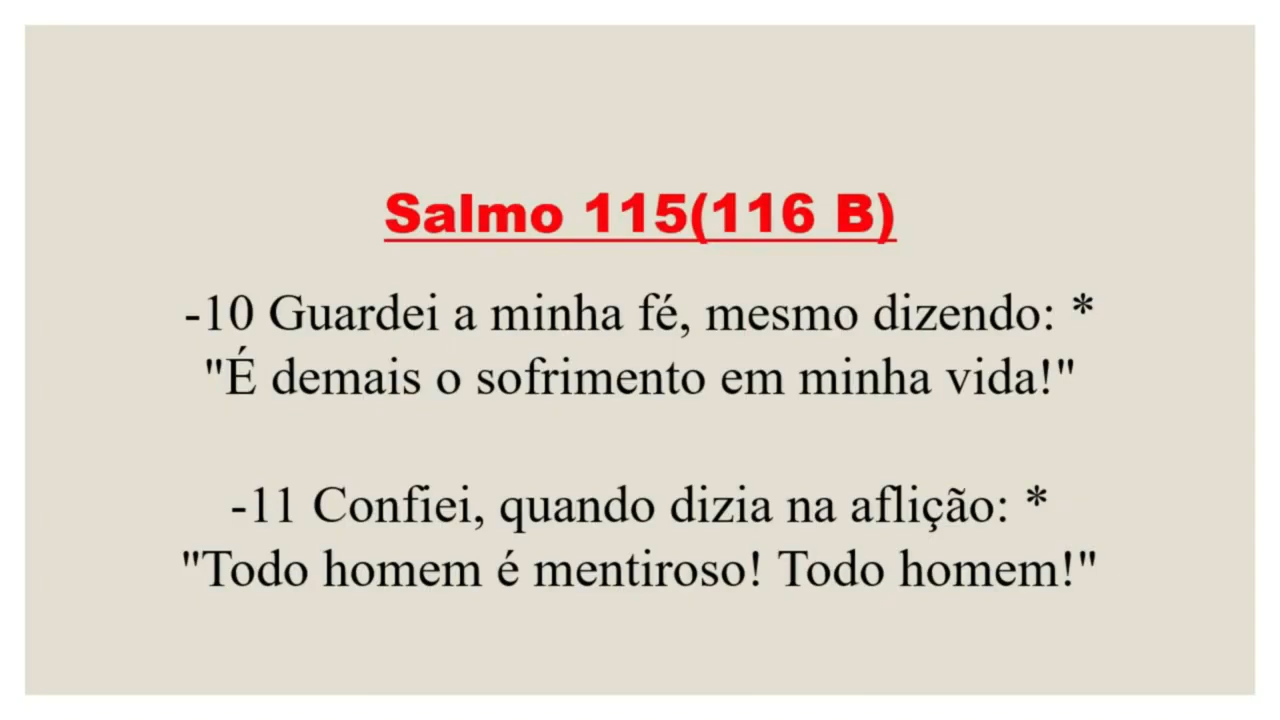 Salmo 115(116 B)
-10 Guardei a minha fé, mesmo dizendo: *
"É demais o sofrimento em minha vida!"
-11 Confiei, quando dizia na aflição: *
"Todo homem é mentiroso! Todo homem!"